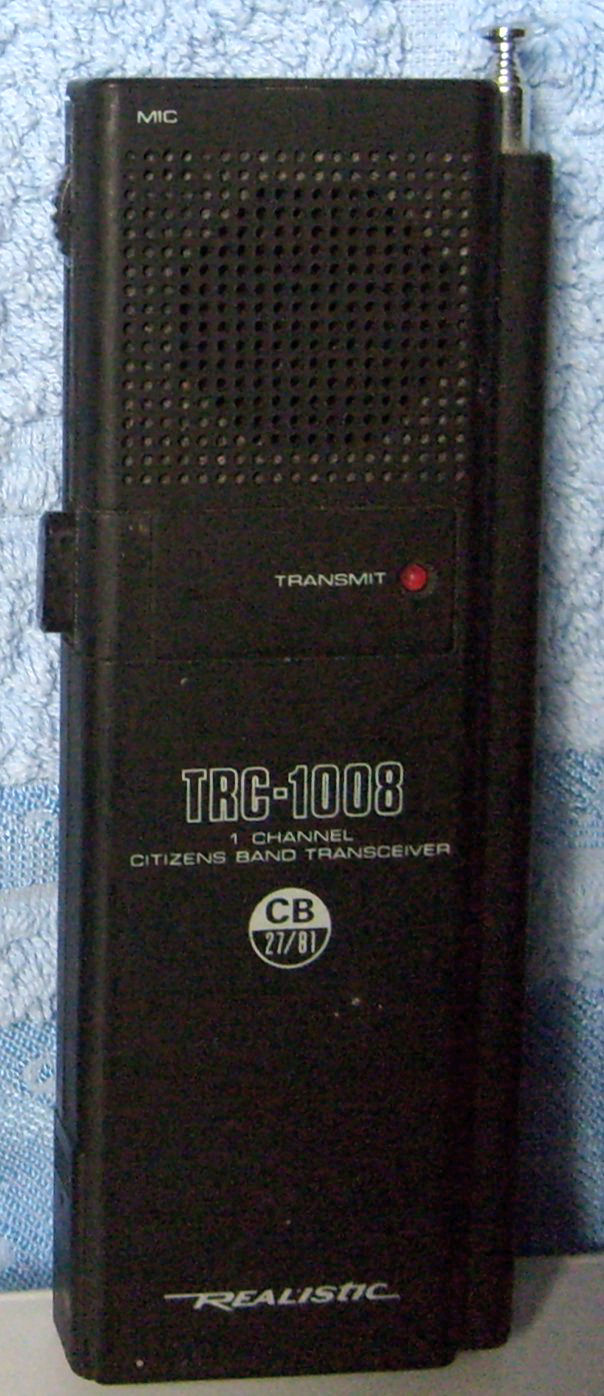 MIC
TRANSMIT
TRC-1008
1 CHANNEL
CITIZENS BAND TRANSCEIVER
CB
27/81
REALISTIC